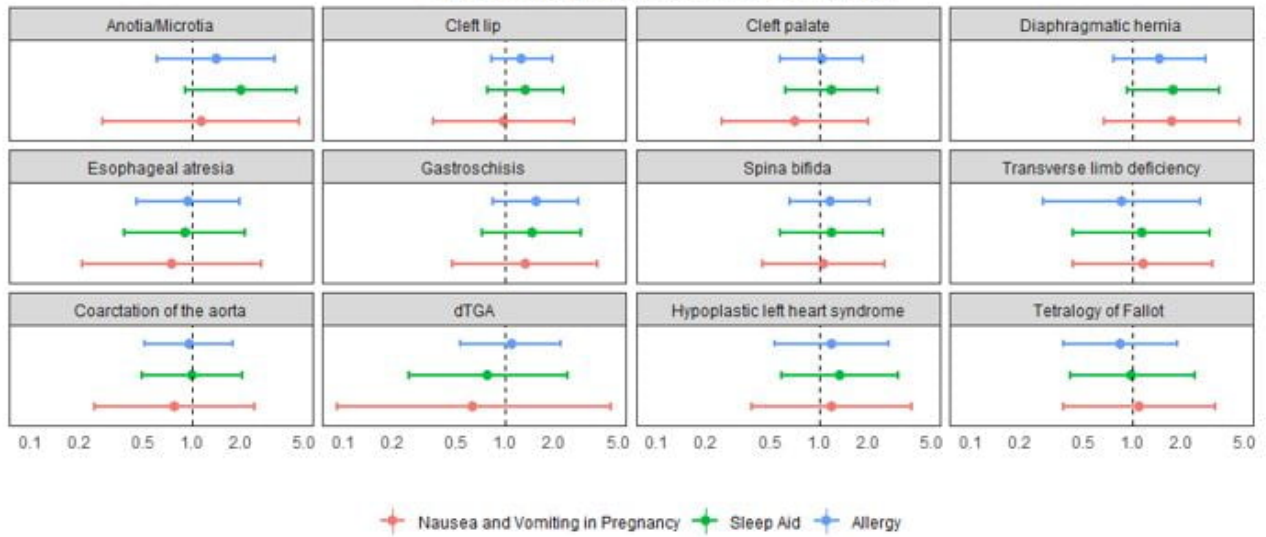 Anotia/Microtia Cleft lip Cleft palate Diaphragmatic hernia
Esophageal atresia Gastroschisis Spina bifida Transverse limb deficiency
Coarctation of the aorta dTGA Hypoplastic left heart syndrome Tetralogy of Fallot
0.1 0.2 0.5 1.0 2.0 5.0 0.1 0.2 0.5 1.0 2.0 5.0 0.1 0.2 0.5 1.0 2.0 5.0 0.1 0.2 0.5 1.0 2.0 5.0
Nausea and Vomiting in Pregnancy Sleep Aid Allergy